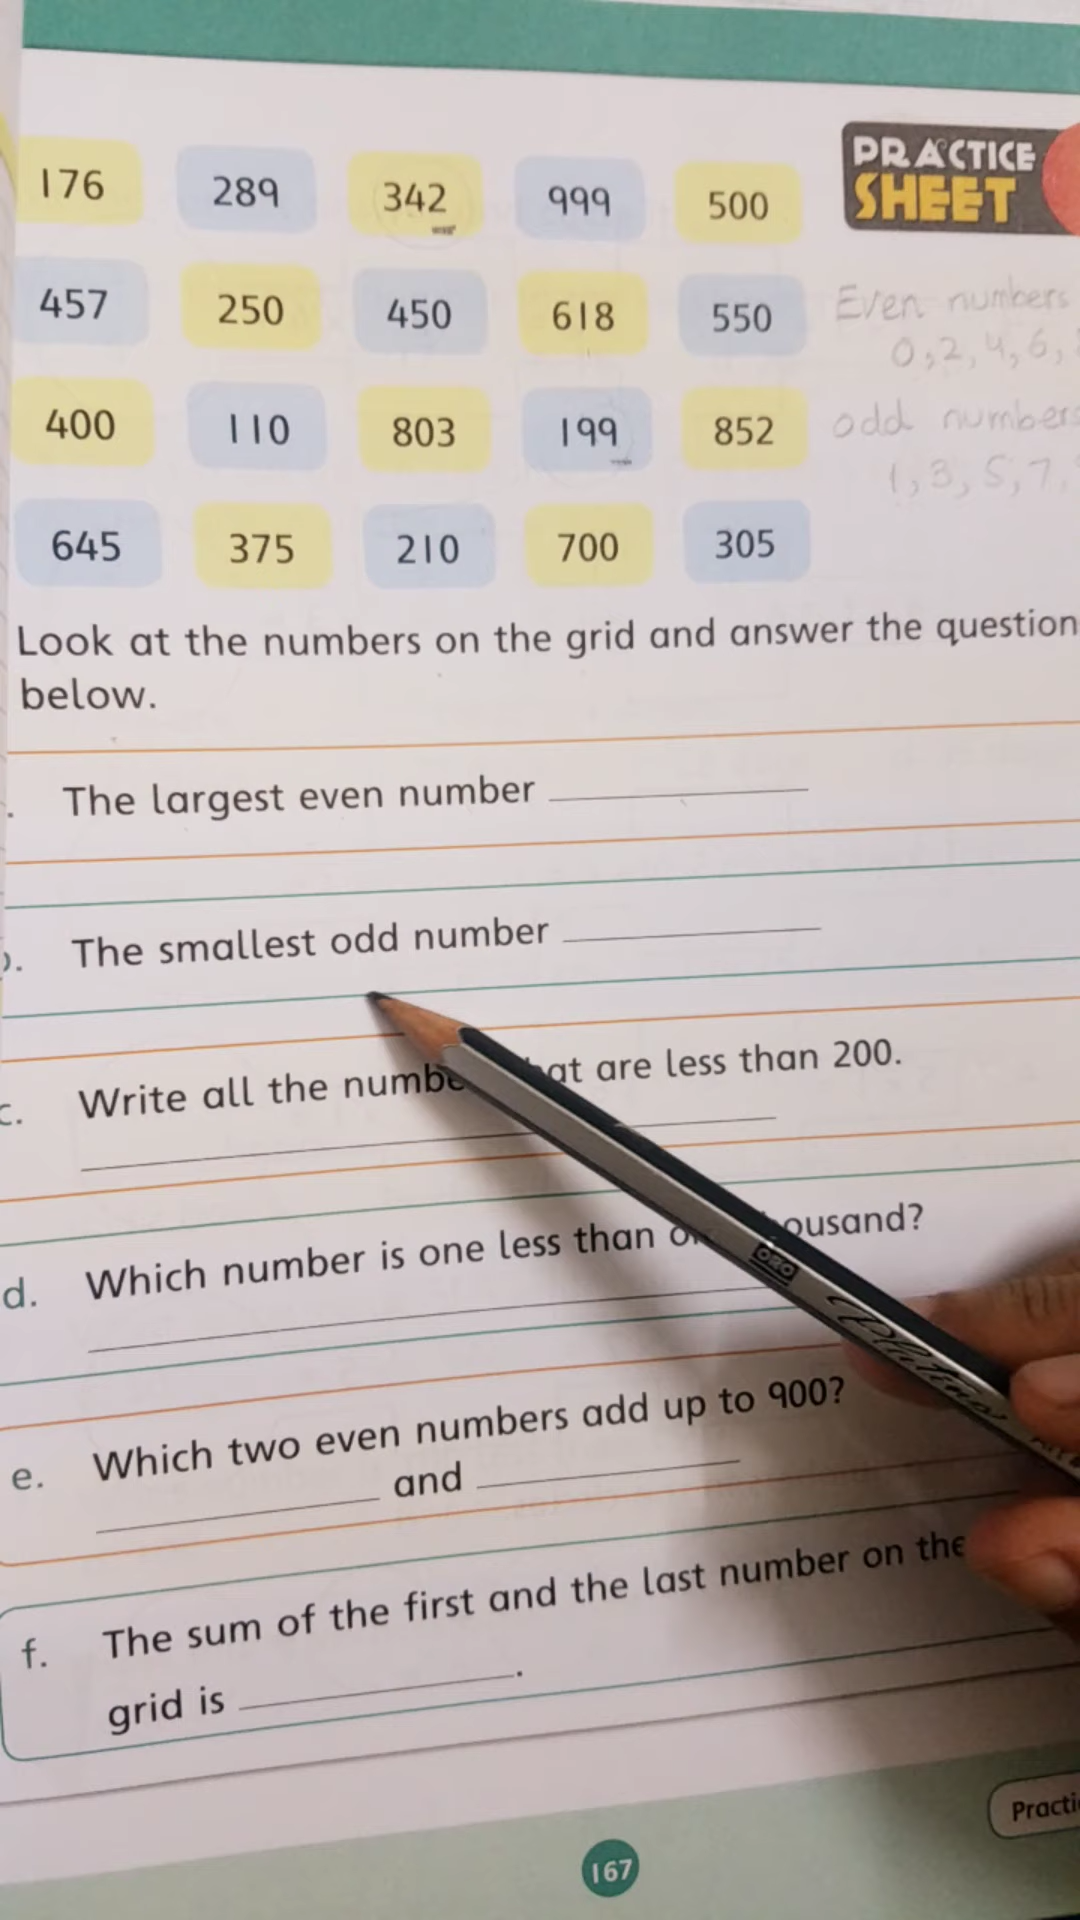 PRACTICE
SHEET
176 289 342 999 500
457 250 450 618 550
400 110 803 199 852
645 375 210 700 305
Even numbers
0,2,4,6,
odd numbers
1,3,5,7,
Look at the numbers on the grid and answer the question
below.
The largest even number
The smallest odd number
c. Write all the are less than 200.
d. Which number is one less than
e. Which two even numbers add up to 900?
and
f. The sum of the first and the last number on the
grid is .
ORO
167